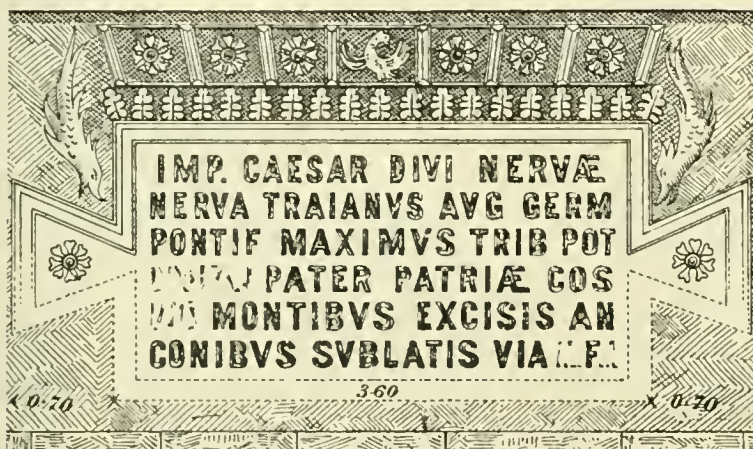 IMP. CAESAR DIVI NERVÆ
NERVA TRAIANVS AVG GERM
PONTIF MAXIMVS TRIB POT
PATER PATRIÆ COS
MONTIBVS EXCISIS AN
CONIBVS SVBLATIS VIA F
3·60
0·70 0·70